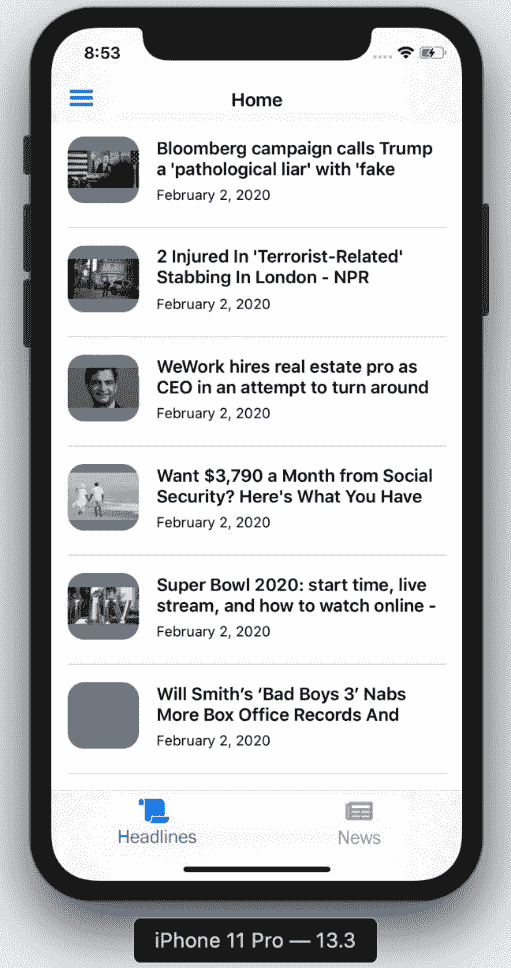 8:53
Home
Bloomberg campaign calls Trump
a 'pathological liar' with 'fake
February 2, 2020
2 Injured In 'Terrorist-Related'
Stabbing In London - NPR
February 2, 2020
WeWork hires real estate pro as
CEO in an attempt to turn around
February 2, 2020
Want $3,790 a Month from Social
Security? Here's What You Have
February 2, 2020
Super Bowl 2020: start time, live
stream, and how to watch online -
February 2, 2020
Will Smith’s ‘Bad Boys 3’ Nabs
More Box Office Records And
February 2, 2020
Headlines
News
iPhone 11 Pro — 13.3